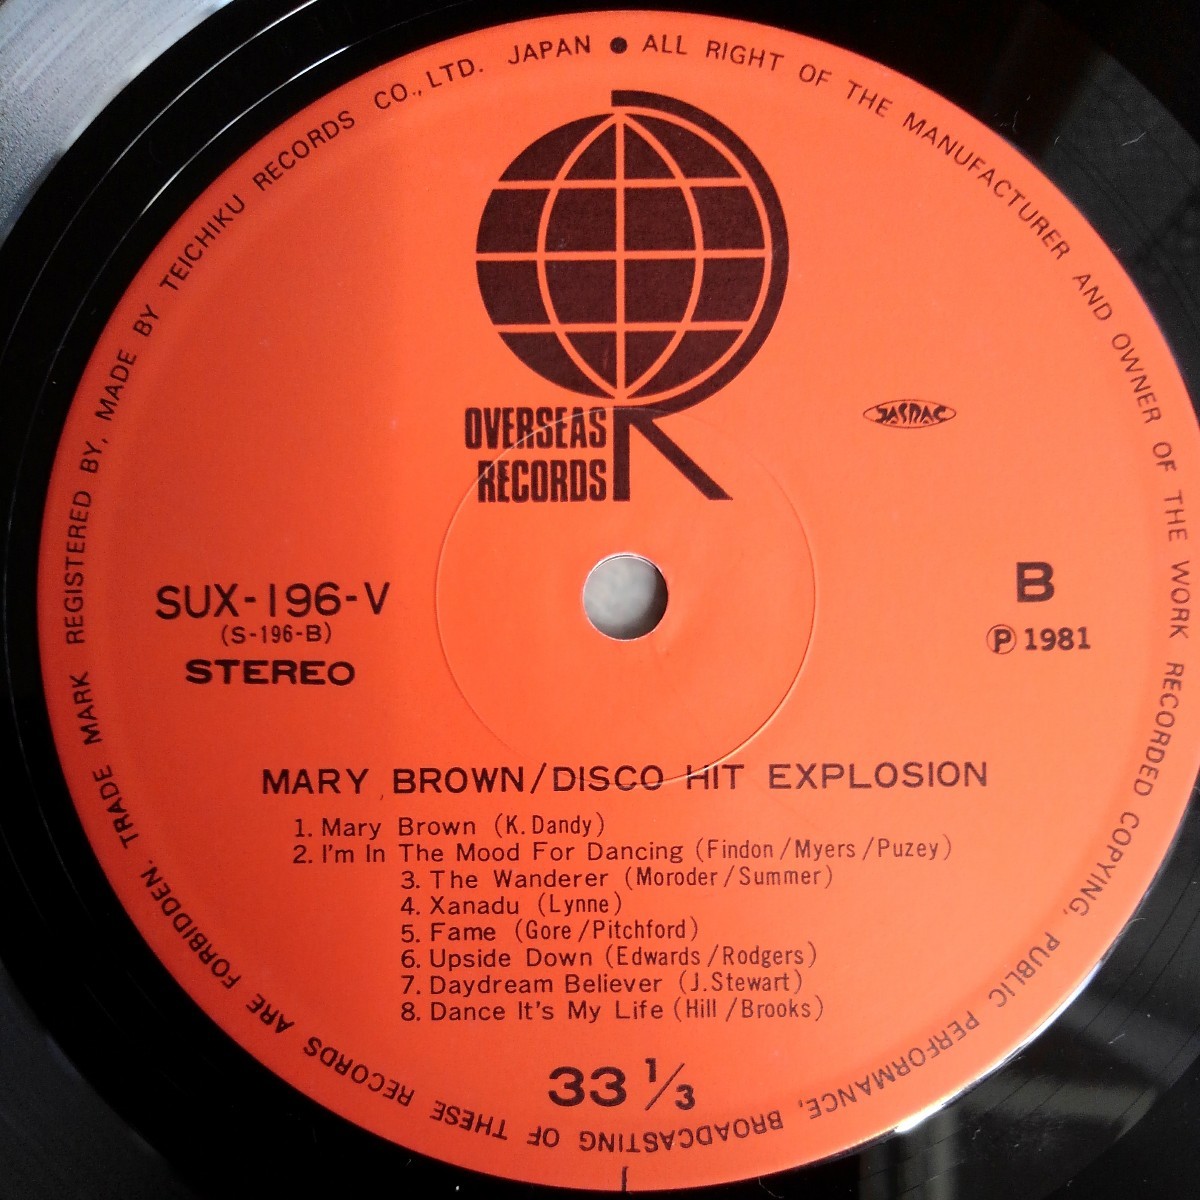 TRADE MARK REGISTERED BY, MADE BY TEICHIKU RECORDS CO., LTD. JAPAN ● ALL RIGHT OF THE MANUFACTURER AND OWNER OF THE WORK RECORDED COPYING, PUBLIC PERFORMANCE, BROADCASTING OF THESE RECORDS ARE FORBIDDEN.
OVERSEAS
RECORDS
JASRAC
SUX-196-V
(S-196-B)
STEREO
B
Ⓟ 1981
MARY BROWN/DISCO HIT EXPLOSION
1. Mary Brown (K. Dandy)
2. I'm In The Mood For Dancing (Findon/Myers/Puzey)
3. The Wanderer (Moroder/Summer)
4. Xanadu (Lynne)
5. Fame (Gore/Pitchford)
6. Upside Down (Edwards/Rodgers)
7. Daydream Believer (J. Stewart)
8. Dance It's My Life (Hill/Brooks)
33 1/3